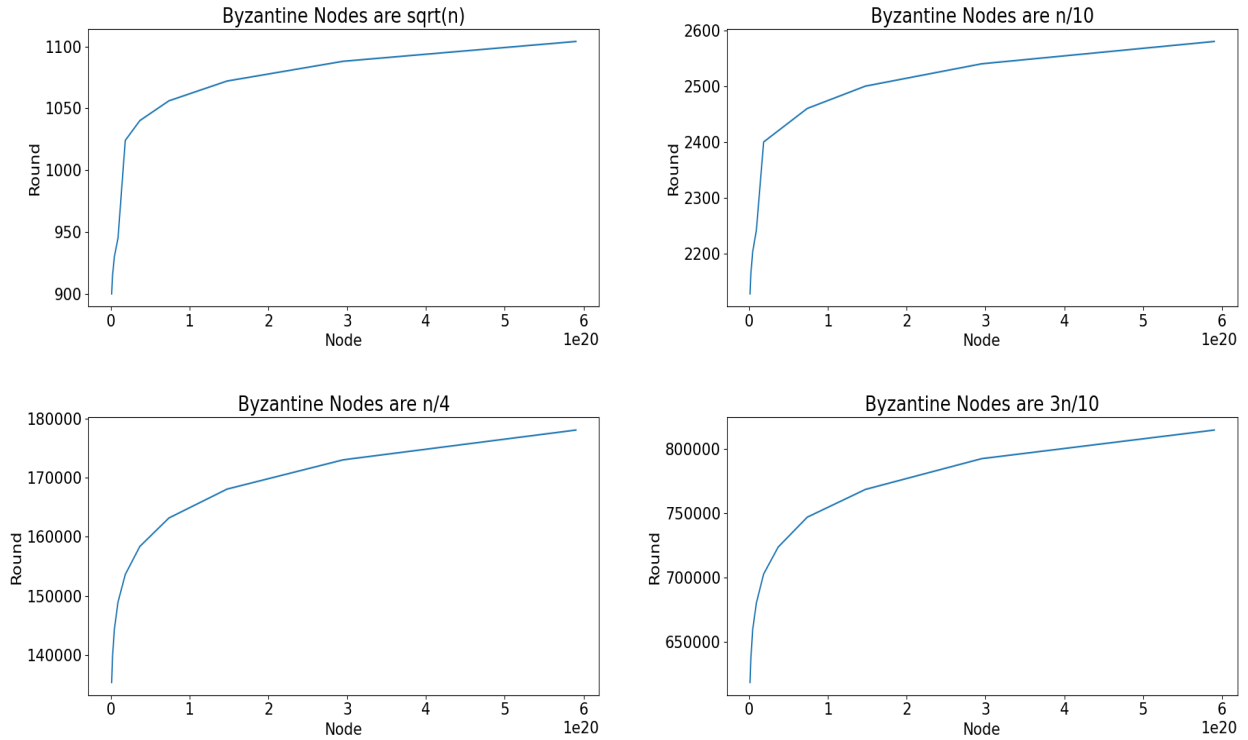 Byzantine Nodes are sqrt(n)
1100
1050
1000
950
900
Round
0 1 2 3 4 5 6
1e20
Node
Byzantine Nodes are n/10
2600
2500
2400
2300
2200
Round
0 1 2 3 4 5 6
1e20
Node
Byzantine Nodes are n/4
180000
170000
160000
150000
140000
Round
0 1 2 3 4 5 6
1e20
Node
Byzantine Nodes are 3n/10
800000
750000
700000
650000
Round
0 1 2 3 4 5 6
1e20
Node